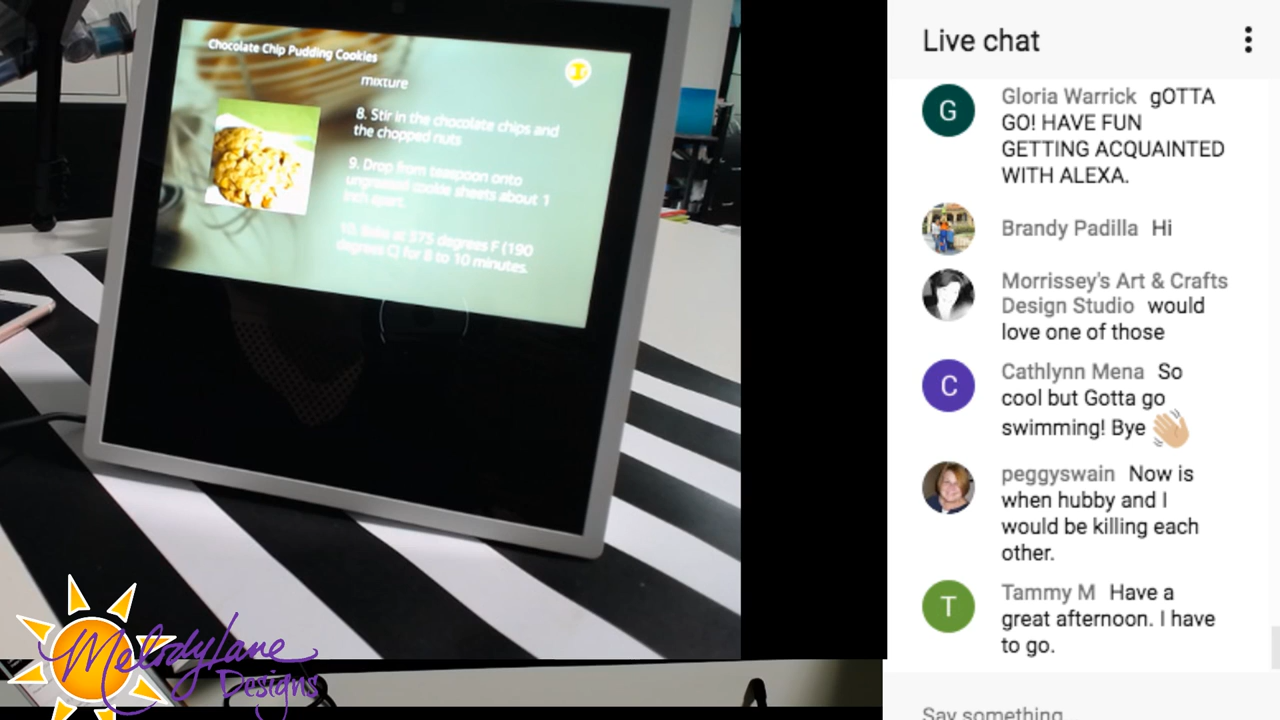 Chocolate Chip Pudding Cookies
mixture
8. Stir in the chocolate chips and
the chopped nuts
9. Drop from teaspoon onto
ungreased cookie sheets about 1
inch apart.
10. Bake at 375 degrees F (190
degrees C) for 8 to 10 minutes.
MelodyLane
Designs
Live chat
G
Gloria Warrick gOTTA
GO! HAVE FUN
GETTING ACQUAINTED
WITH ALEXA.
Brandy Padilla Hi
Morrissey's Art & Crafts
Design Studio would
love one of those
C
Cathlynn Mena So
cool but Gotta go
swimming! Bye 👋🏼
peggyswain Now is
when hubby and I
would be killing each
other.
T
Tammy M Have a
great afternoon. I have
to go.
Say something